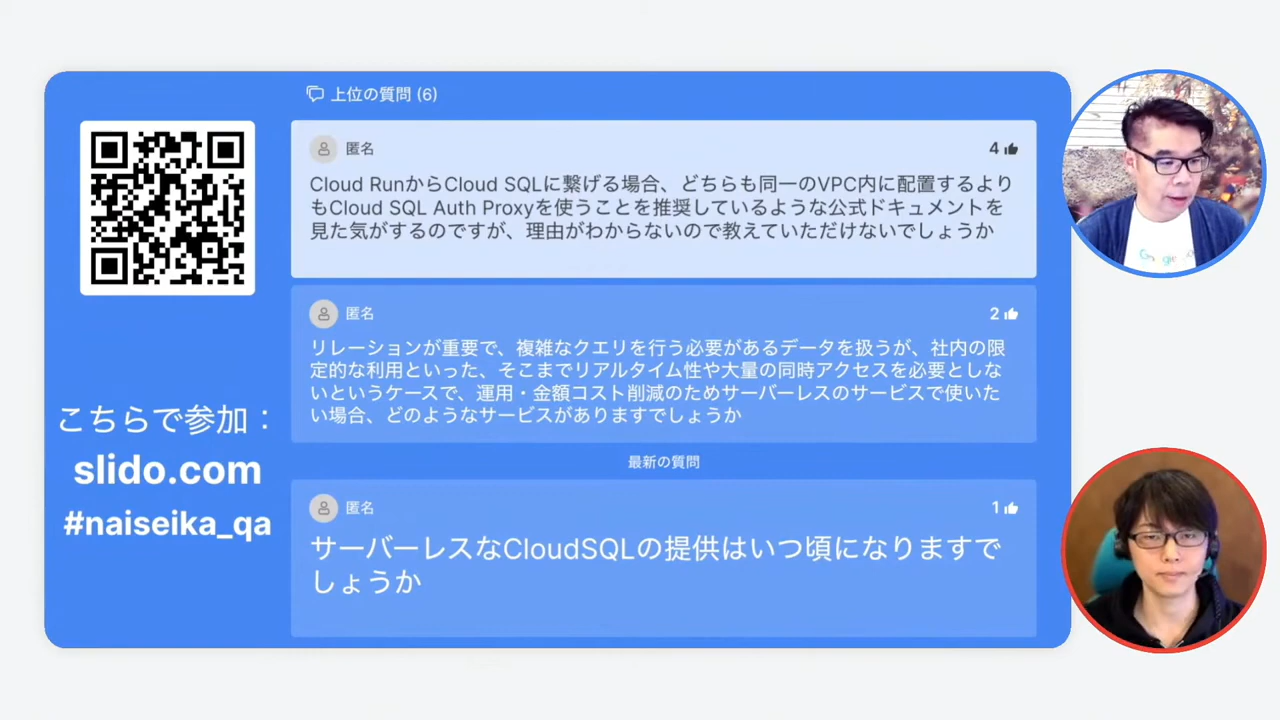 上位の質問 (6)
匿名
4
Cloud RunからCloud SQLに繋げる場合、どちらも同一のVPC内に配置するより
もCloud SQL Auth Proxyを使うことを推奨しているような公式ドキュメントを
見た気がするのですが、理由がわからないので教えていただけないでしょうか
匿名
2
リレーションが重要で、複雑なクエリを行う必要があるデータを扱うが、社内の限
定的な利用といった、そこまでリアルタイム性や大量の同時アクセスを必要としな
いというケースで、運用・金額コスト削減のためサーバーレスのサービスで使いた
い場合、どのようなサービスがありますでしょうか
最新の質問
匿名
1
サーバーレスなCloudSQLの提供はいつ頃になりますで
しょうか
こちらで参加：
slido.com
#naiseika_qa